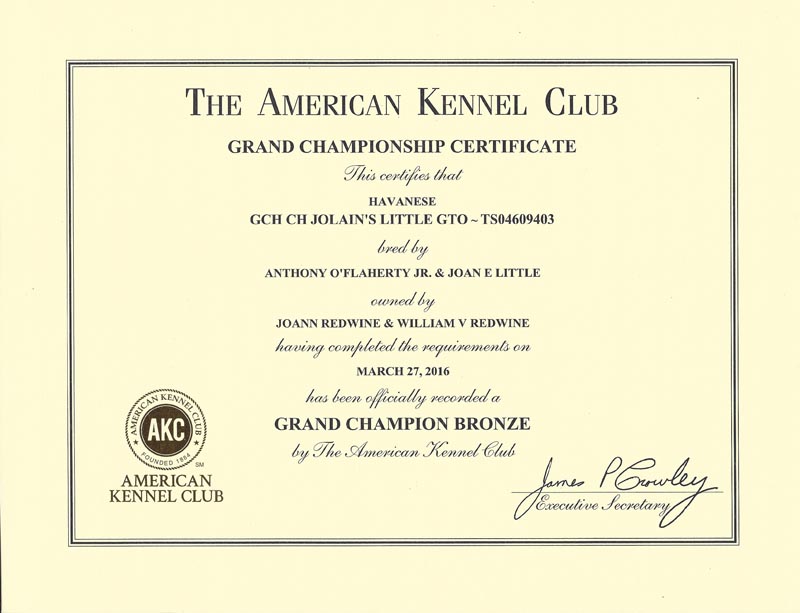 THE AMERICAN KENNEL CLUB
GRAND CHAMPIONSHIP CERTIFICATE
This certifies that
HAVANESE
GCH CH JOLAIN'S LITTLE GTO ~ TS04609403
bred by
ANTHONY O'FLAHERTY JR. & JOAN E LITTLE
owned by
JOANN REDWINE & WILLIAM V REDWINE
having completed the requirements on
MARCH 27, 2016
has been officially recorded a
GRAND CHAMPION BRONZE
by The American Kennel Club
AMERICAN KENNEL CLUB
AKC
FOUNDED 1884
SM
AMERICAN
KENNEL CLUB
James P Crowley
Executive Secretary